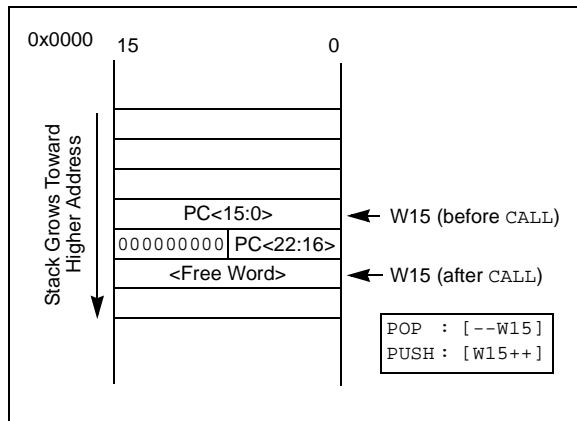 0x0000
15 0
Stack Grows Toward
Higher Address
PC<15:0>
W15 (before CALL)
000000000 PC<22:16>
<Free Word>
W15 (after CALL)
POP : [--W15]
PUSH : [W15++]